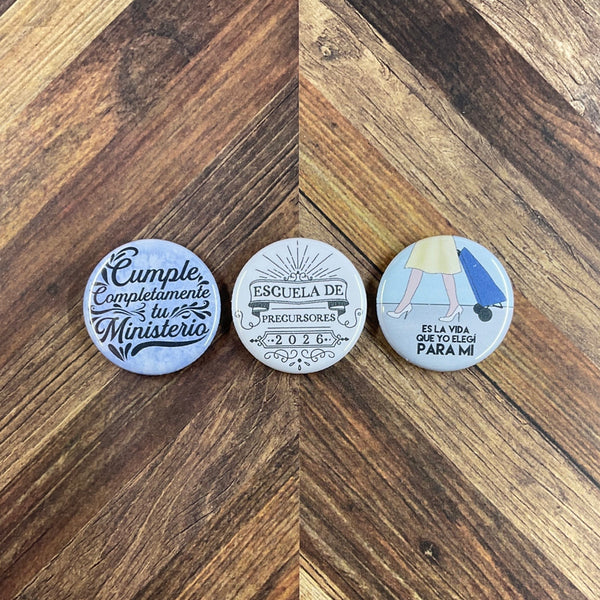 Cumple
Completamente
tu
Ministerio
ESCUELA DE
PRECURSORES
2026
ES LA VIDA
QUE YO ELEGÍ
PARA MÍ